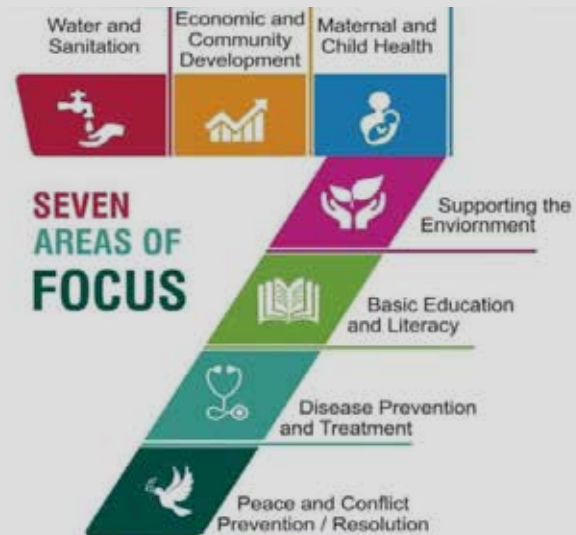 Water and
Sanitation
Economic and
Community
Development
Maternal and
Child Health
SEVEN
AREAS OF
FOCUS
Supporting the
Enviornment
Basic Education
and Literacy
Disease Prevention
and Treatment
Peace and Conflict
Prevention / Resolution